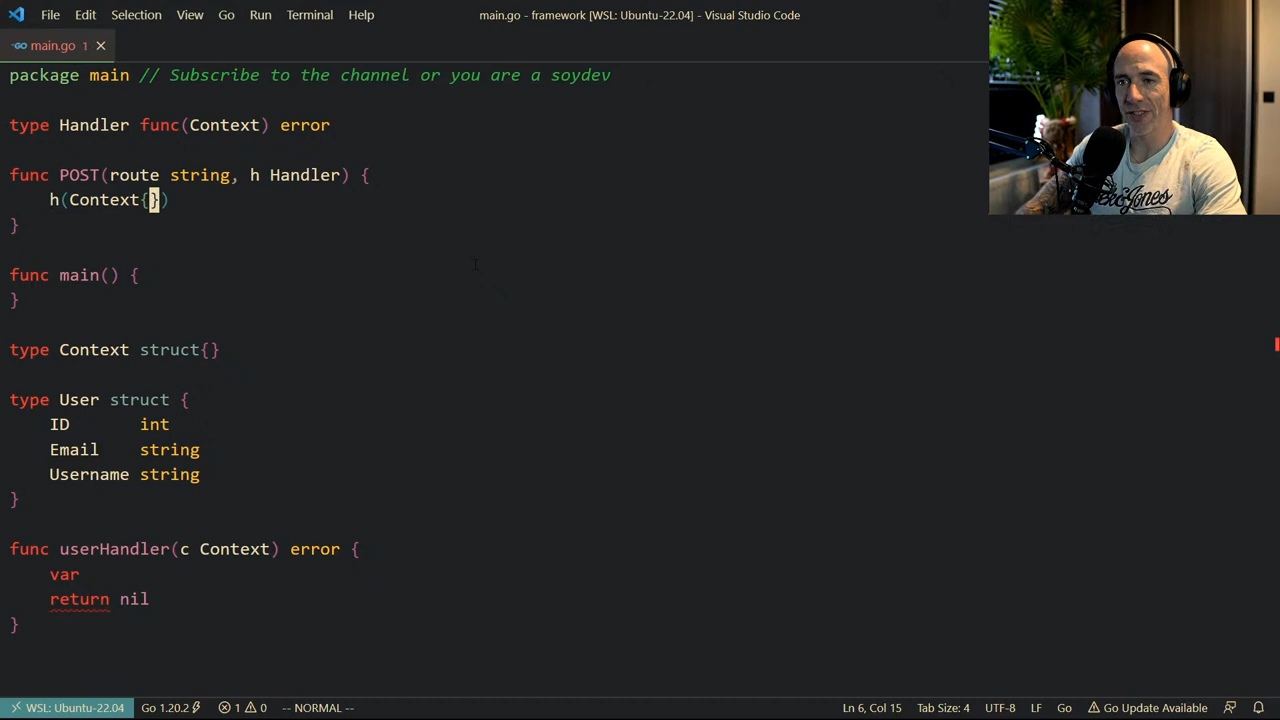 File Edit Selection View Go Run Terminal Help
main.go - framework [WSL: Ubuntu-22.04] - Visual Studio Code
main.go 1
package main // Subscribe to the channel or you are a soydev
type Handler func(Context) error
func POST(route string, h Handler) {
h(Context{})
}
func main() {
}
type Context struct{}
type User struct {
ID int
Email string
Username string
}
func userHandler(c Context) error {
var
return nil
}
WSL: Ubuntu-22.04 Go 1.20.2 1 0 -- NORMAL -- Ln 6, Col 15 Tab Size: 4 UTF-8 LF Go Go Update Available